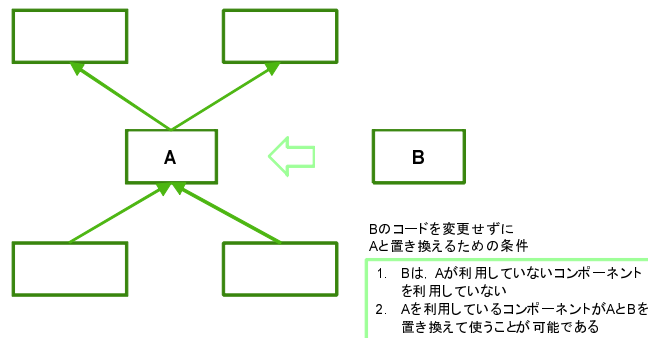 A
B
Bのコードを変更せずに
Aと置き換えるための条件
1. Bは，Aが利用していないコンポーネント
を利用していない
2. Aを利用しているコンポーネントがAとBを
置き換えて使うことが可能である